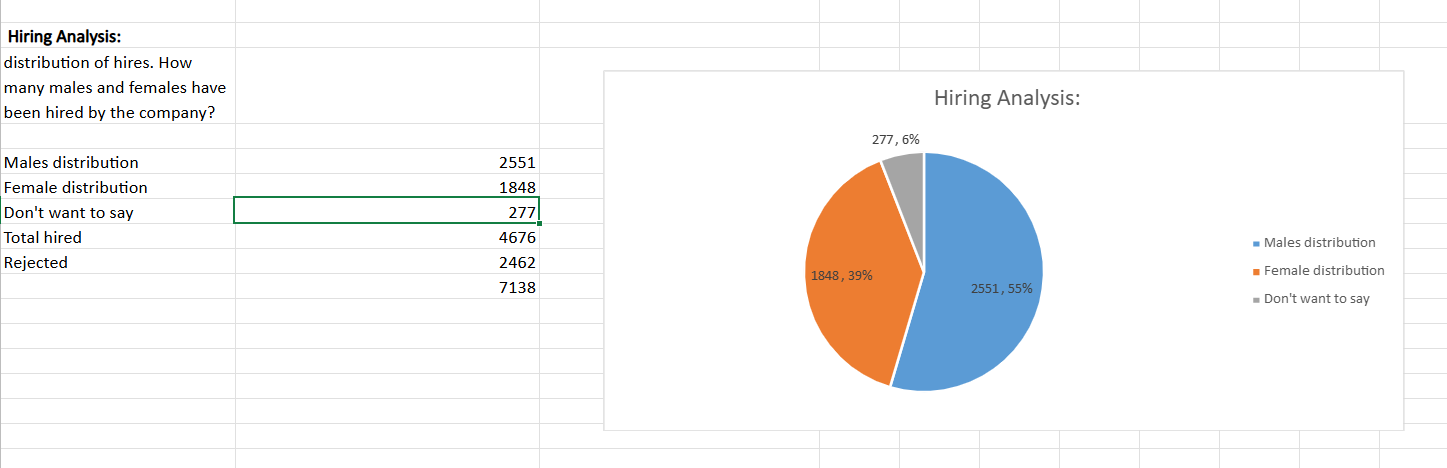 Hiring Analysis:
distribution of hires. How
many males and females have
been hired by the company?
Males distribution 2551
Female distribution 1848
Don't want to say 277
Total hired 4676
Rejected 2462
7138
Hiring Analysis:
277, 6%
1848, 39%
2551, 55%
Males distribution
Female distribution
Don't want to say